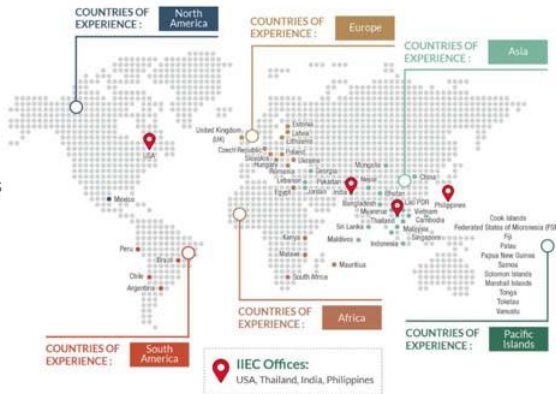 COUNTRIES OF
EXPERIENCE :
North
America
COUNTRIES OF
EXPERIENCE :
Europe
COUNTRIES OF
EXPERIENCE :
Asia
USA
Mexico
Peru
Brazil
Chile
Argentina
United Kingdom
(UK)
Czech Republic
Slovakia
Hungary
Romania
Estonia
Latvia
Lithuania
Poland
Ukraine
Georgia
Lebanon
Jordan
Egypt
Kenya
Malawi
South Africa
Mauritius
Mongolia
China
Pakistan
Nepal
India
Bhutan
Bangladesh
Myanmar
Lao PDR
Thailand
Vietnam
Cambodia
Sri Lanka
Malaysia
Maldives
Singapore
Indonesia
Philippines
Cook Islands
Federated States of Micronesia (FSM
Fiji
Palau
Papua New Guinea
Samoa
Solomon Islands
Marshall Islands
Tonga
Tokelau
Vanuatu
COUNTRIES OF
EXPERIENCE :
South
America
COUNTRIES OF
EXPERIENCE :
Africa
COUNTRIES OF
EXPERIENCE :
Pacific
Islands
IIEC Offices:
USA, Thailand, India, Philippines